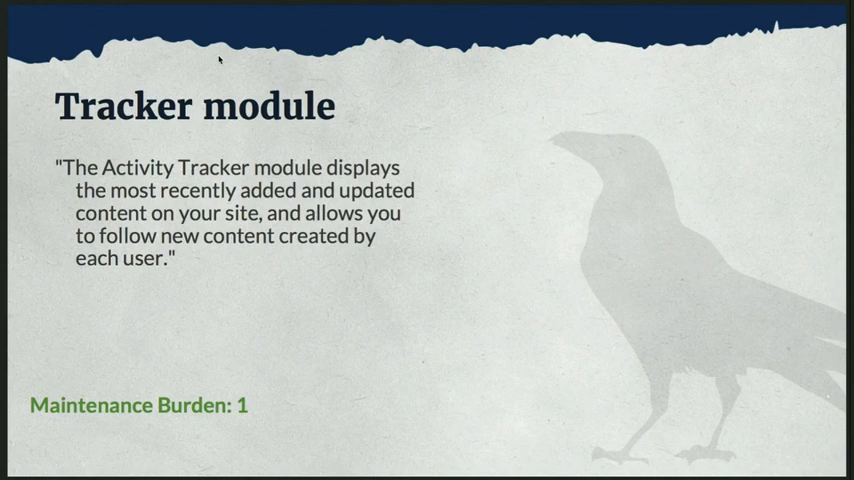 Tracker module
"The Activity Tracker module displays
the most recently added and updated
content on your site, and allows you
to follow new content created by
each user."
Maintenance Burden: 1